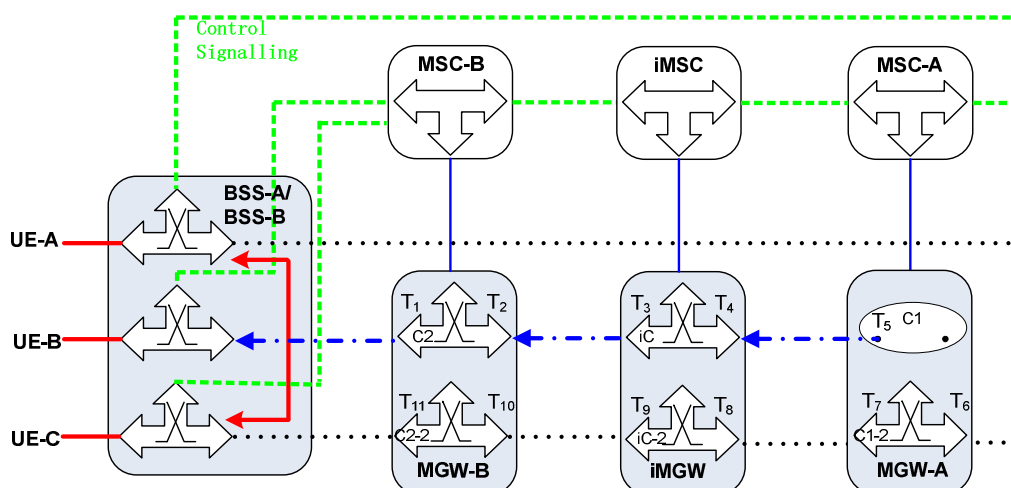 Control
Signalling
MSC-B
iMSC
MSC-A
BSS-A/
BSS-B
UE-A
T1
T2
T3
T4
T5
C1
UE-B
C2
iC
T11
T10
T9
T8
T7
T6
UE-C
C2-2
iC-2
C1-2
MGW-B
iMGW
MGW-A